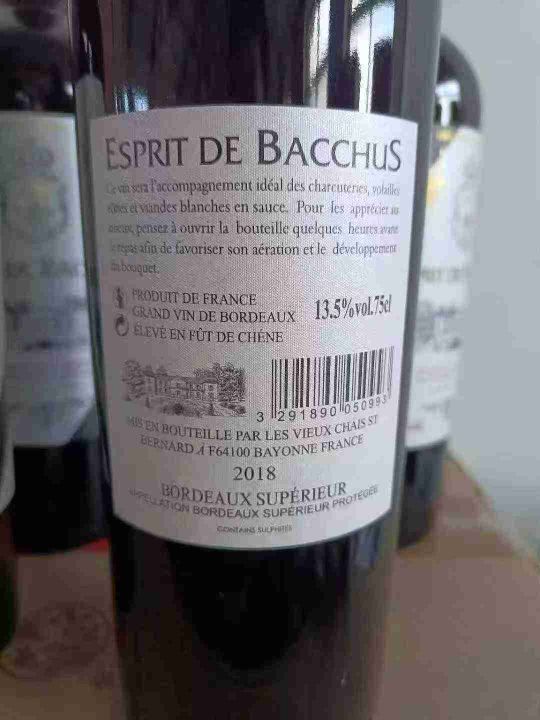 ESPRIT DE BACCHUS
Ce vin sera l'accompagnement idéal des charcuteries, volailles
et viandes blanches en sauce. Pour les apprécier au
pensez à ouvrir la bouteille quelques heures avant
le repas afin de favoriser son aération et le développement
du bouquet.
PRODUIT DE FRANCE
GRAND VIN DE BORDEAUX
ÉLEVÉ EN FÛT DE CHÊNE
13.5%vol.75cl
3 291890 050993
MIS EN BOUTEILLE PAR LES VIEUX CHAIS ST
BERNARD À F64100 BAYONNE FRANCE
2018
BORDEAUX SUPÉRIEUR
APPELLATION BORDEAUX SUPÉRIEUR PROTÉGÉE
CONTAINS SULPHITES